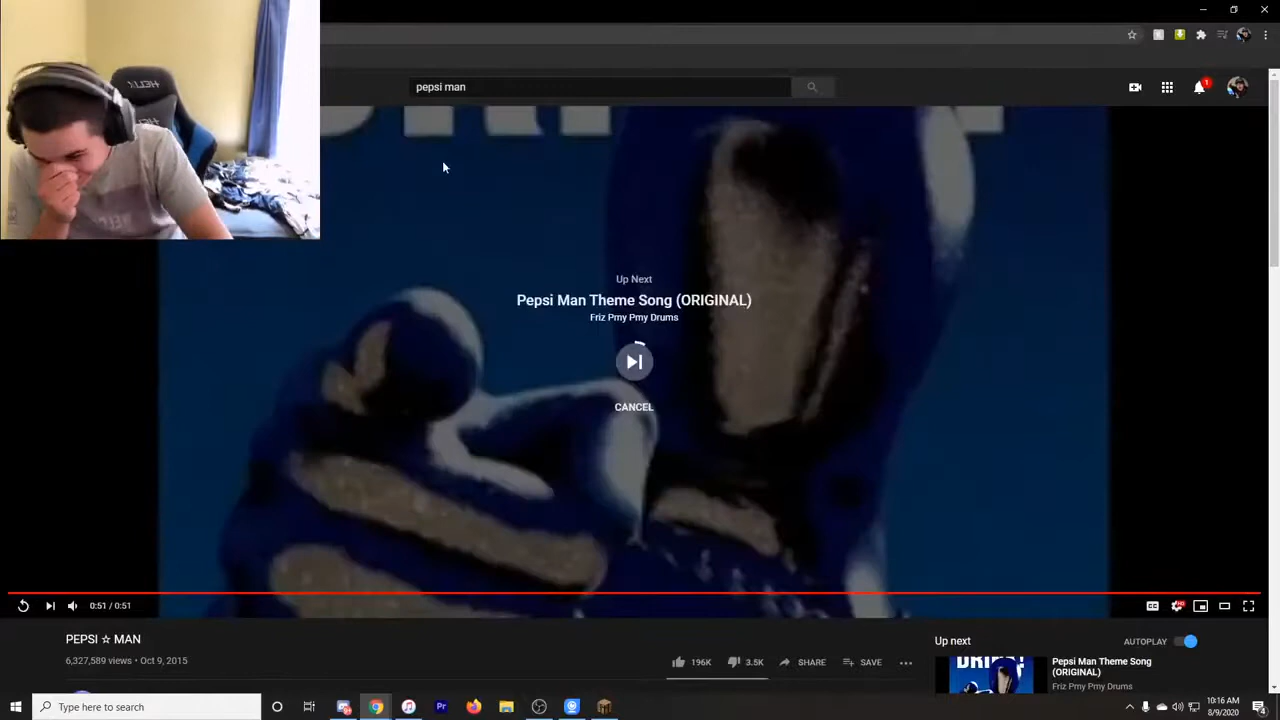 pepsi man
1
Up Next
Pepsi Man Theme Song (ORIGINAL)
Friz Pmy Pmy Drums
CANCEL
0:51 / 0:51
PEPSI ☆ MAN
6,327,589 views • Oct 9, 2015
196K
3.5K
SHARE
SAVE
Up next
AUTOPLAY
Pepsi Man Theme Song
(ORIGINAL)
Friz Pmy Pmy Drums
Type here to search
Pr
10:16 AM
8/9/2020